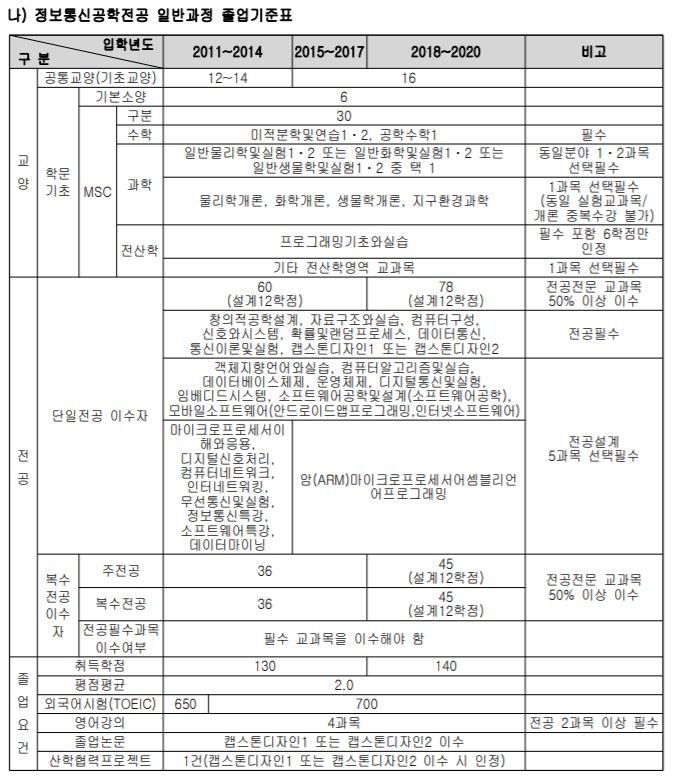 나) 정보통신공학전공 일반과정 졸업기준표
입학년도
구 분
2011~2014
2015~2017
2018~2020
비고
교양
공통교양(기초교양)
12~14
16
학문기초
기본소양
6
MSC
구분
30
수학
미적분학및연습1·2, 공학수학1
필수
과학
일반물리학및실험1·2 또는 일반화학및실험1·2 또는
일반생물학및실험1·2 중 택 1
동일분야 1·2과목
선택필수
물리학개론, 화학개론, 생물학개론, 지구환경과학
1과목 선택필수
(동일 실험교과목/
개론 중복수강 불가)
전산학
프로그래밍기초와실습
필수 포함 6학점만
인정
기타 전산학영역 교과목
1과목 선택필수
전공
단일전공 이수자
60
(설계12학점)
78
(설계12학점)
전공전문 교과목
50% 이상 이수
창의적공학설계, 자료구조와실습, 컴퓨터구성,
신호와시스템, 확률및랜덤프로세스, 데이터통신,
통신이론및실험, 캡스톤디자인1 또는 캡스톤디자인2
전공필수
객체지향언어와실습, 컴퓨터알고리즘및실습,
데이터베이스체제, 운영체제, 디지털통신및실험,
임베디드시스템, 소프트웨어공학및설계(소프트웨어공학),
모바일소프트웨어(안드로이드앱프로그래밍,인터넷소프트웨어)
마이크로프로세서이
해와응용,
디지털신호처리,
컴퓨터네트워크,
인터네트워킹,
무선통신및실험,
정보통신특강,
소프트웨어특강,
데이터마이닝
암(ARM)마이크로프로세서어셈블리언
어프로그래밍
전공설계
5과목 선택필수
복수
전공
이수
자
주전공
36
45
(설계12학점)
전공전문 교과목
50% 이상 이수
복수전공
36
45
(설계12학점)
전공필수과목
이수여부
필수 교과목을 이수해야 함
졸업요건
취득학점
130
140
평점평균
2.0
외국어시험(TOEIC)
650
700
영어강의
4과목
전공 2과목 이상 필수
졸업논문
캡스톤디자인1 또는 캡스톤디자인2 이수
산학협력프로젝트
1건(캡스톤디자인1 또는 캡스톤디자인2 이수 시 인정)